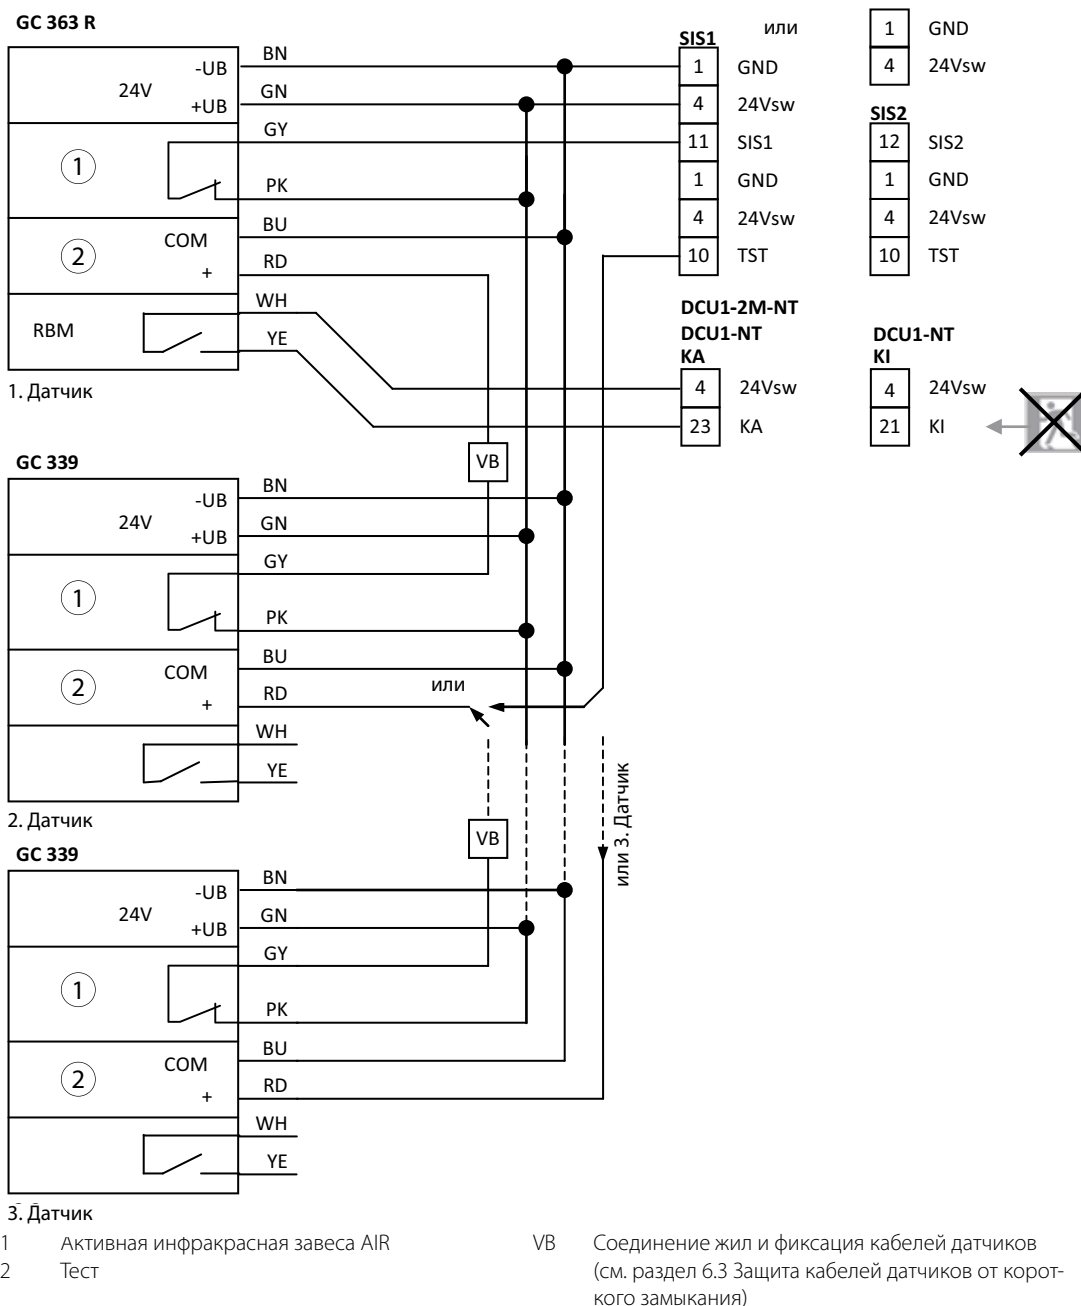 GC 363 R
24V
-UB
+UB
BN
GN
1
GY
PK
2
COM
+
BU
RD
RBM
WH
YE
1. Датчик
SIS1
или
1 GND
4 24Vsw
11 SIS1
1 GND
4 24Vsw
10 TST
1 GND
4 24Vsw
SIS2
12 SIS2
1 GND
4 24Vsw
10 TST
DCU1-2M-NT
DCU1-NT
KA
4 24Vsw
23 KA
DCU1-NT
KI
4 24Vsw
21 KI
VB
GC 339
24V
-UB
+UB
BN
GN
1
GY
PK
2
COM
+
BU
RD
или
WH
YE
2. Датчик
или 3. Датчик
VB
GC 339
24V
-UB
+UB
BN
GN
1
GY
PK
2
COM
+
BU
RD
WH
YE
3. Датчик
1 Активная инфракрасная завеса AIR
2 Тест
VB Соединение жил и фиксация кабелей датчиков
(см. раздел 6.3 Защита кабелей датчиков от корот-
кого замыкания)